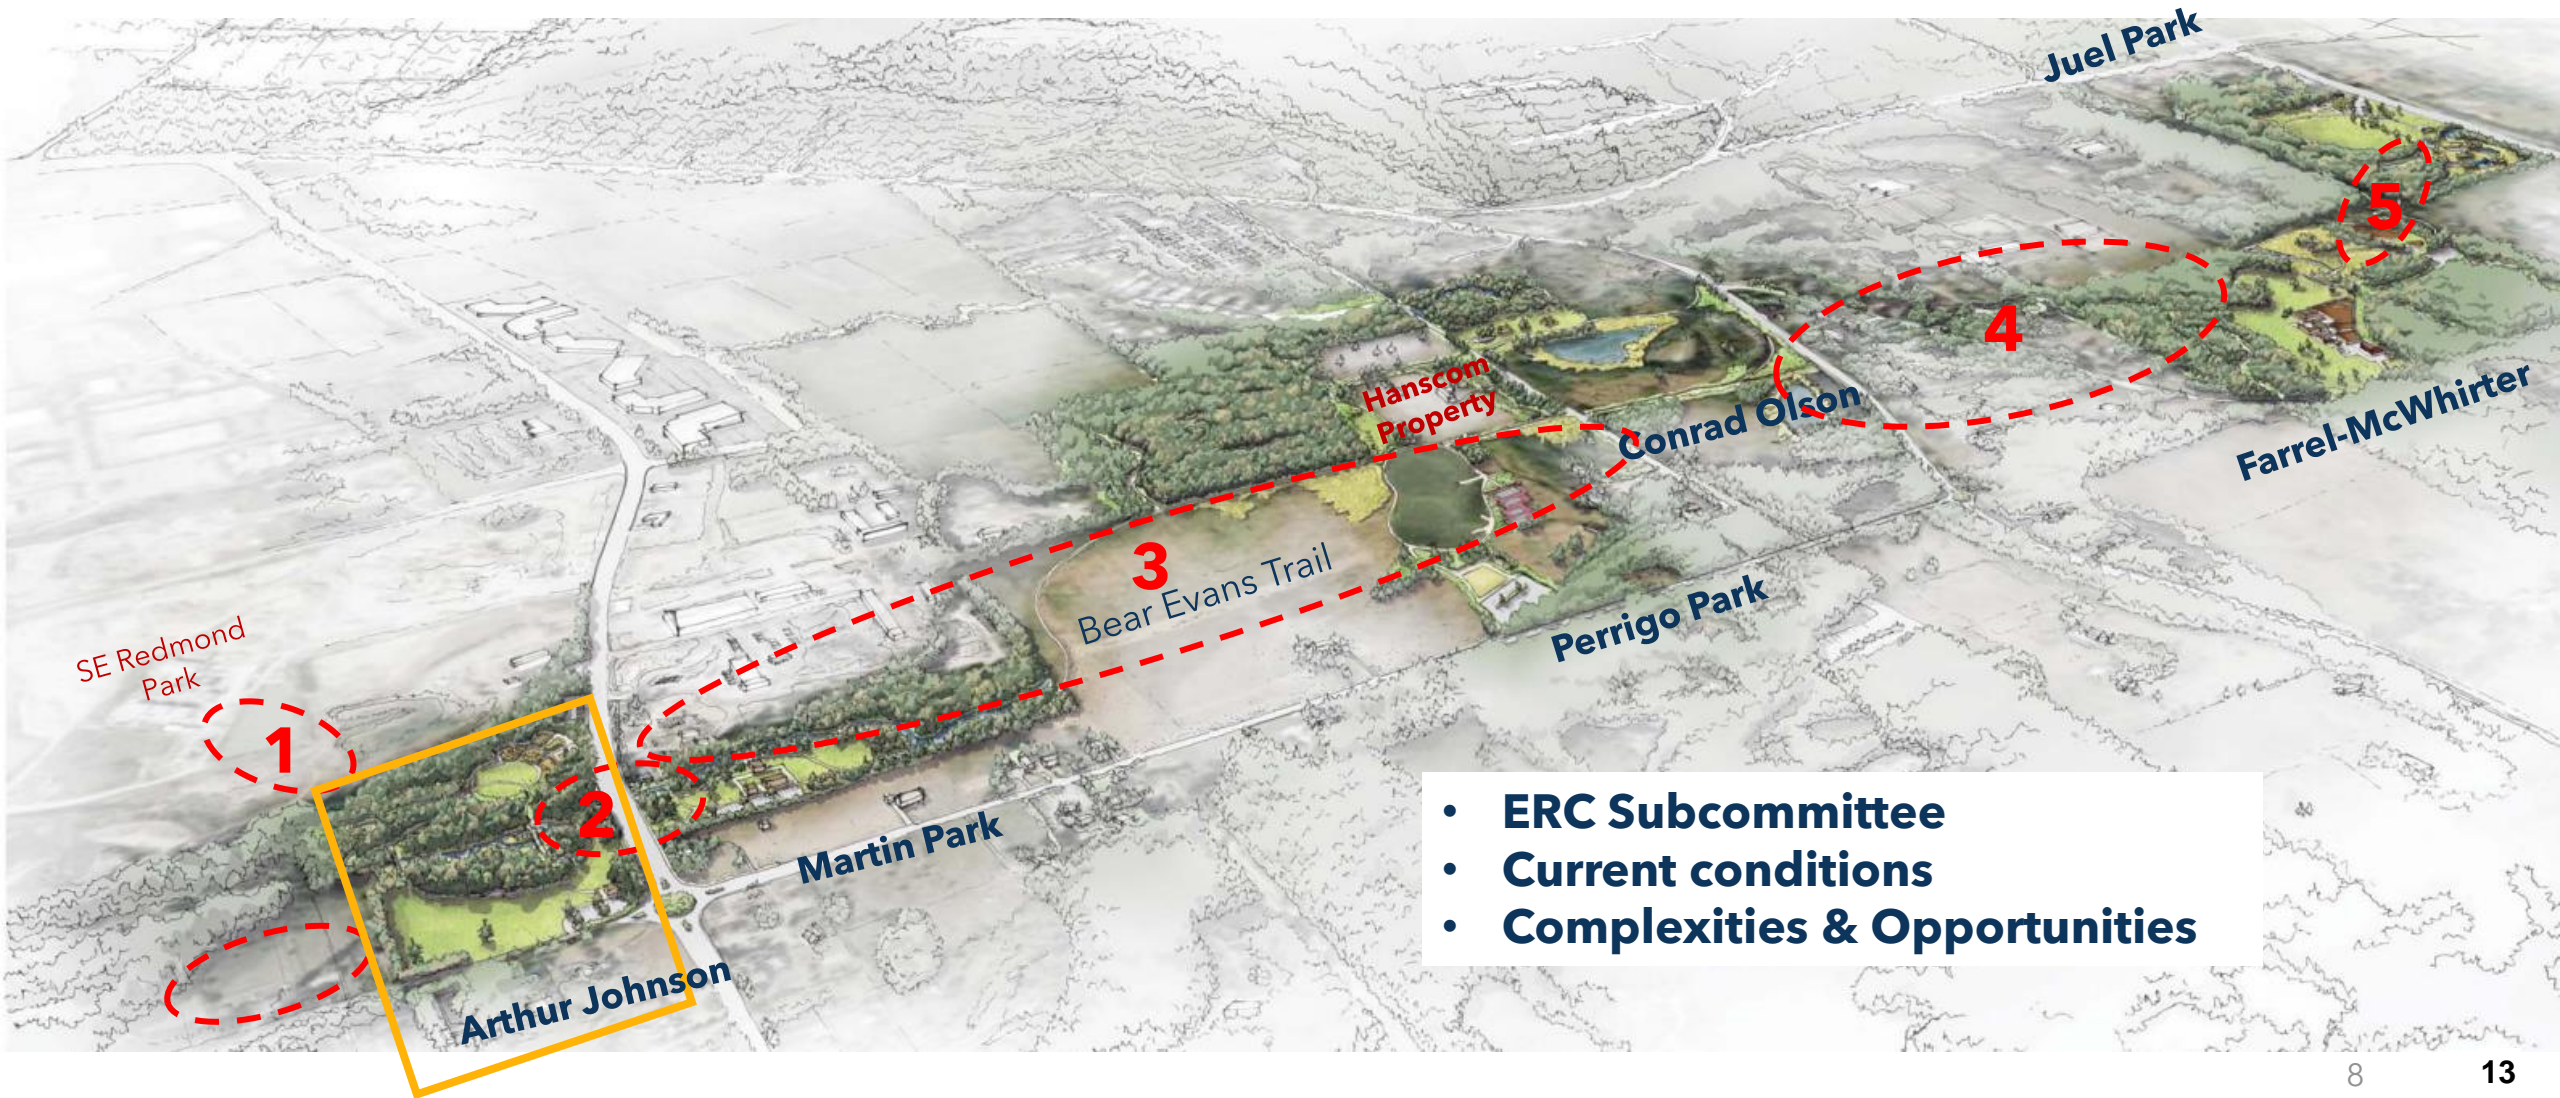 Juel Park
5
4
Hanscom
Property
Conrad Olson
Farrel-McWhirter
3
Bear Evans Trail
Perrigo Park
SE Redmond
Park
1
2
Martin Park
Arthur Johnson
• ERC Subcommittee
• Current conditions
• Complexities & Opportunities
8
13